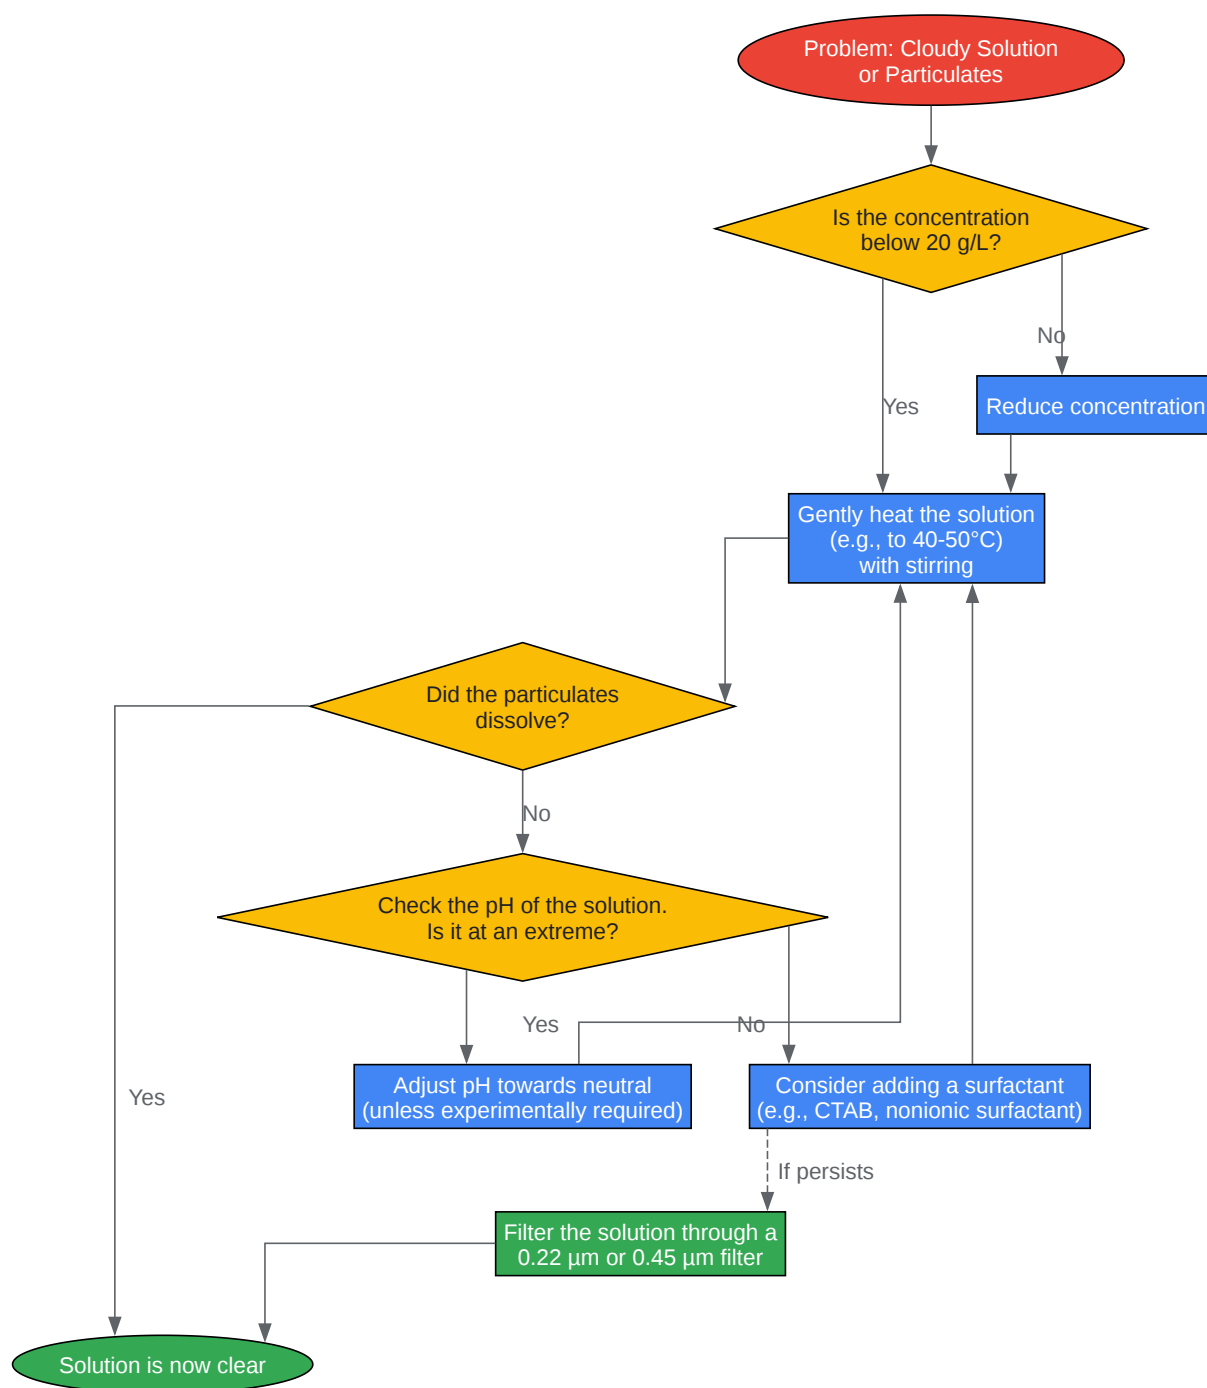 Problem: Cloudy Solution
or Particulates
Is the concentration
below 20 g/L?
No
Yes
Reduce concentration
Gently heat the solution
(e.g., to 40-50°C)
with stirring
Did the particulates
dissolve?
No
Check the pH of the solution.
Is it at an extreme?
Yes
No
Adjust pH towards neutral
(unless experimentally required)
Consider adding a surfactant
(e.g., CTAB, nonionic surfactant)
Yes
If persists
Filter the solution through a
0.22 µm or 0.45 µm filter
Solution is now clear